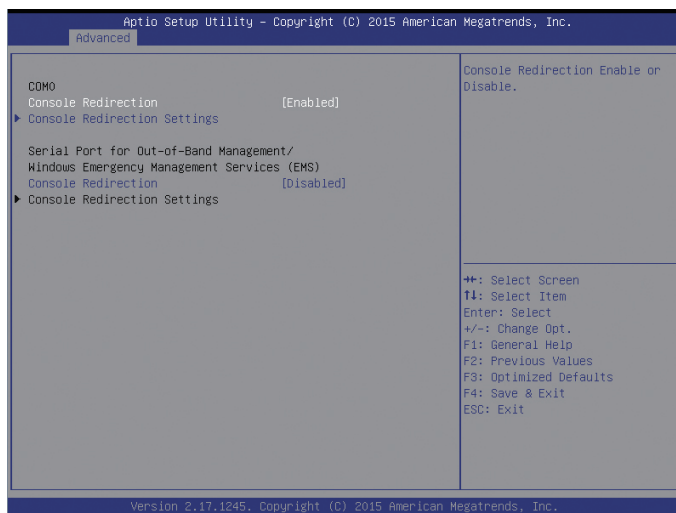 Aptio Setup Utility – Copyright (C) 2015 American Megatrends, Inc.
Advanced
COM0
Console Redirection [Enabled]
Console Redirection Settings
Serial Port for Out-of-Band Management/
Windows Emergency Management Services (EMS)
Console Redirection [Disabled]
Console Redirection Settings
Console Redirection Enable or
Disable.
→←: Select Screen
↑↓: Select Item
Enter: Select
+/-: Change Opt.
F1: General Help
F2: Previous Values
F3: Optimized Defaults
F4: Save & Exit
ESC: Exit
Version 2.17.1245. Copyright (C) 2015 American Megatrends, Inc.